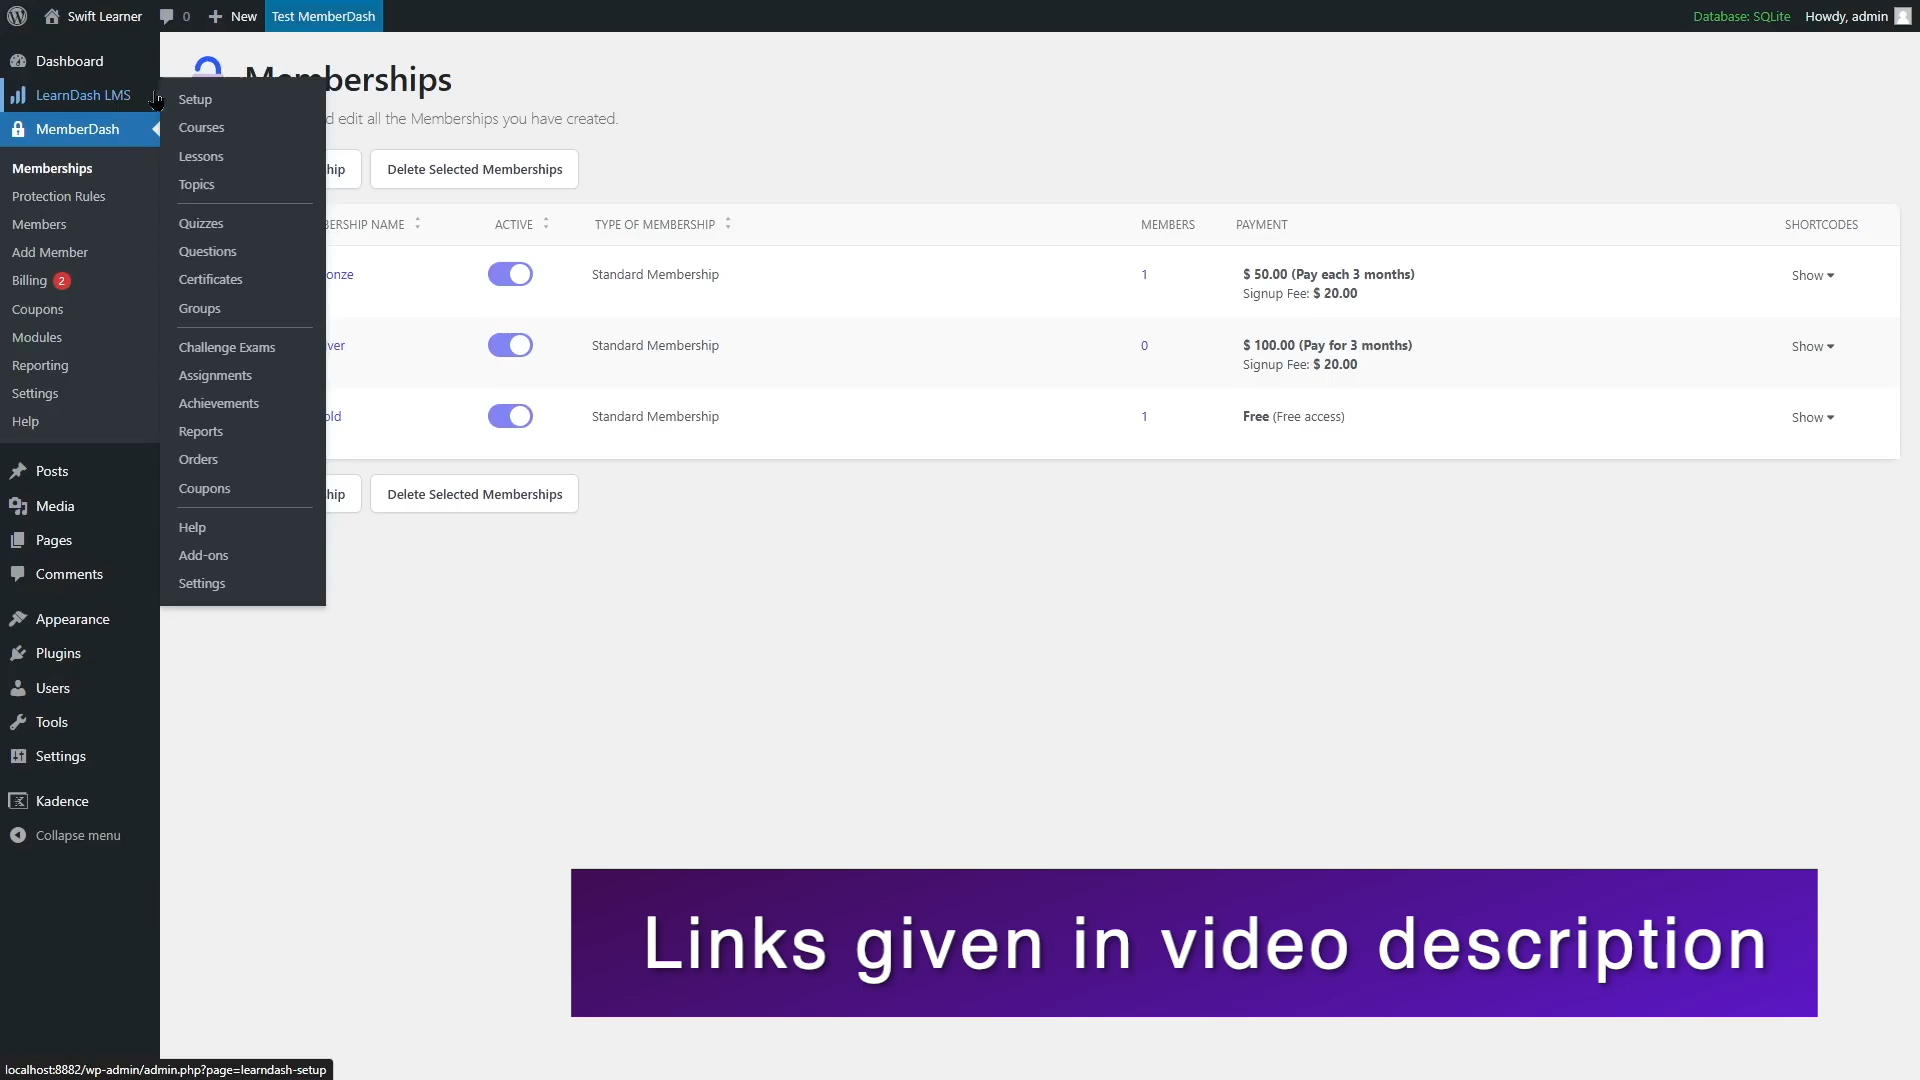 Swift Learner
0
New
Test MemberDash
Database: SQLite
Howdy, admin
Dashboard
LearnDash LMS
MemberDash
Memberships
Protection Rules
Members
Add Member
Billing 2
Coupons
Modules
Reporting
Settings
Help
Posts
Media
Pages
Comments
Appearance
Plugins
Users
Tools
Settings
Kadence
Collapse menu
Setup
Courses
Lessons
Topics
Quizzes
Questions
Certificates
Groups
Challenge Exams
Assignments
Achievements
Reports
Orders
Coupons
Help
Add-ons
Settings
Memberships
d edit all the Memberships you have created.
hip
Delete Selected Memberships
BERSHIP NAME
ACTIVE
TYPE OF MEMBERSHIP
MEMBERS
PAYMENT
SHORTCODES
onze
Standard Membership
1
$ 50.00 (Pay each 3 months)
Signup Fee: $ 20.00
Show
ver
Standard Membership
0
$ 100.00 (Pay for 3 months)
Signup Fee: $ 20.00
Show
old
Standard Membership
1
Free (Free access)
Show
hip
Delete Selected Memberships
Links given in video description
localhost:8882/wp-admin/admin.php?page=learndash-setup